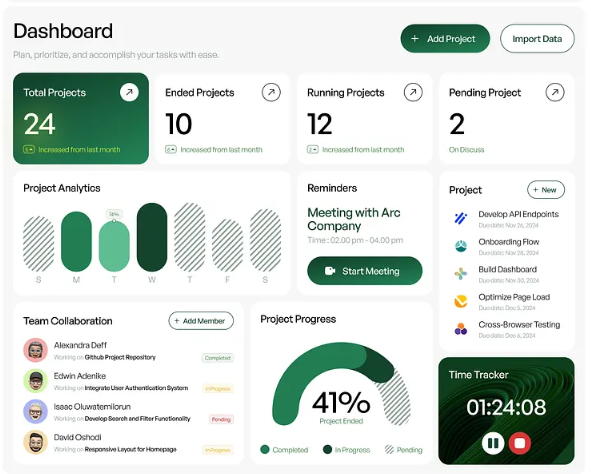 Dashboard
Plan, prioritize, and accomplish your tasks with ease.
+ Add Project
Import Data
Total Projects
24
Increased from last month
Ended Projects
10
Increased from last month
Running Projects
12
Increased from last month
Pending Project
2
On Discuss
Project Analytics
S M T W T F S
Reminders
Meeting with Arc
Company
Time : 02.00 pm - 04.00 pm
Start Meeting
Project
+ New
Develop API Endpoints
Due date: Nov 26, 2024
Onboarding Flow
Due date: Nov 28, 2024
Build Dashboard
Due date: Nov 30, 2024
Optimize Page Load
Due date: Dec 5, 2024
Cross-Browser Testing
Due date: Dec 6, 2024
Team Collaboration
+ Add Member
Alexandra Deff
Working on Github Project Repository
Completed
Edwin Adenike
Working on Integrate User Authentication System
In Progress
Isaac Oluwatemilorun
Working on Develop Search and Filter Functionality
Pending
David Oshodi
Working on Responsive Layout for Homepage
In Progress
Project Progress
41%
Project Ended
Completed
In Progress
Pending
Time Tracker
01:24:08